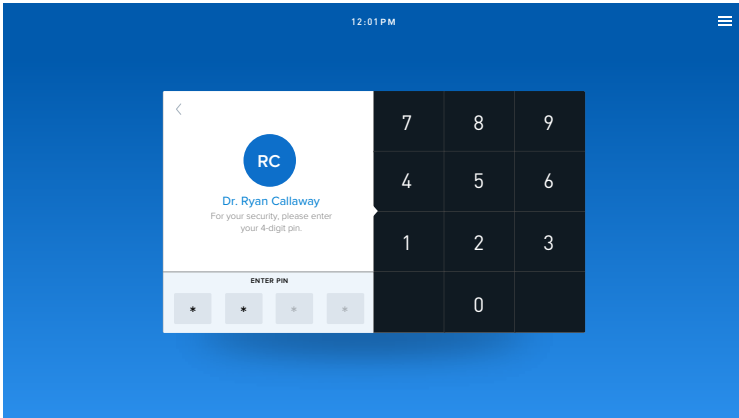 12:01PM
RC
Dr. Ryan Callaway
For your security, please enter
your 4-digit pin.
ENTER PIN
* * * *
7 8 9
4 5 6
1 2 3
0